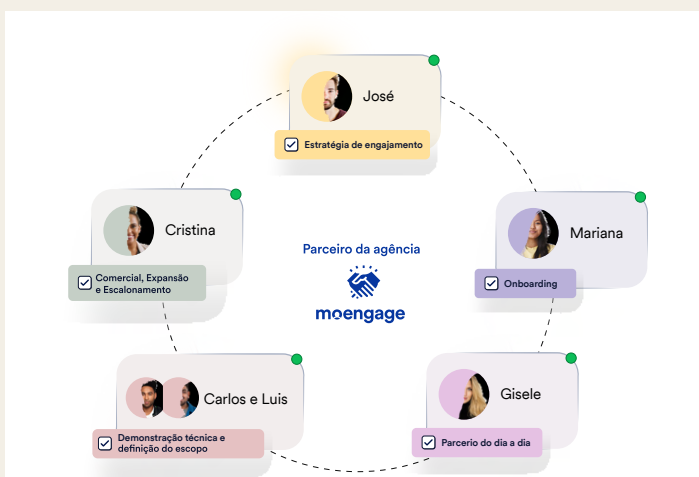 José
Estratégia de engajamento
Cristina
Comercial, Expansão
e Escalonamento
Mariana
Onboarding
Parceiro da agência
moengage
Carlos e Luis
Demonstração técnica e
definição do escopo
Gisele
Parcerio do dia a dia